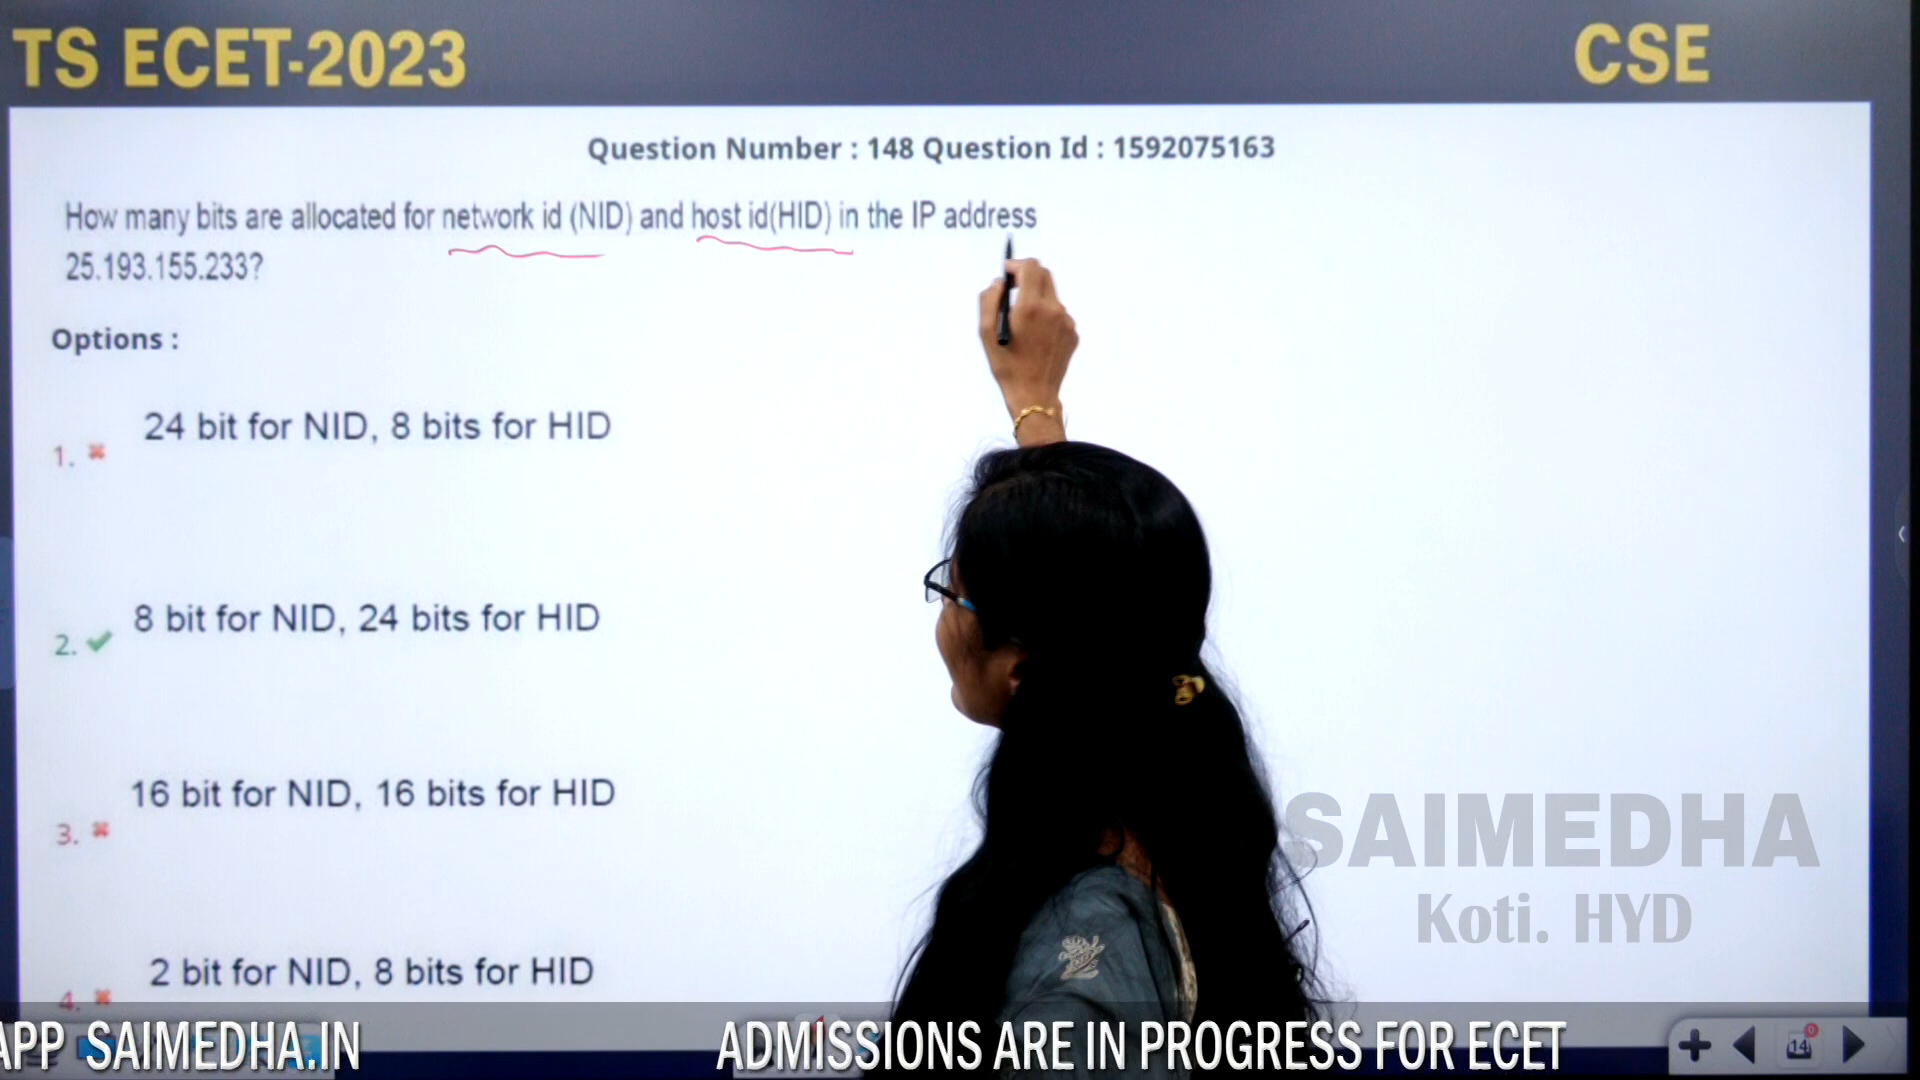 TS ECET-2023
CSE
Question Number : 148 Question Id : 1592075163
How many bits are allocated for network id (NID) and host id(HID) in the IP address
25.193.155.233?
Options :
24 bit for NID, 8 bits for HID
1.
8 bit for NID, 24 bits for HID
2.
16 bit for NID, 16 bits for HID
3.
2 bit for NID, 8 bits for HID
4.
SAIMEDHA
Koti. HYD
APP SAIMEDHA.IN
ADMISSIONS ARE IN PROGRESS FOR ECET
14
0